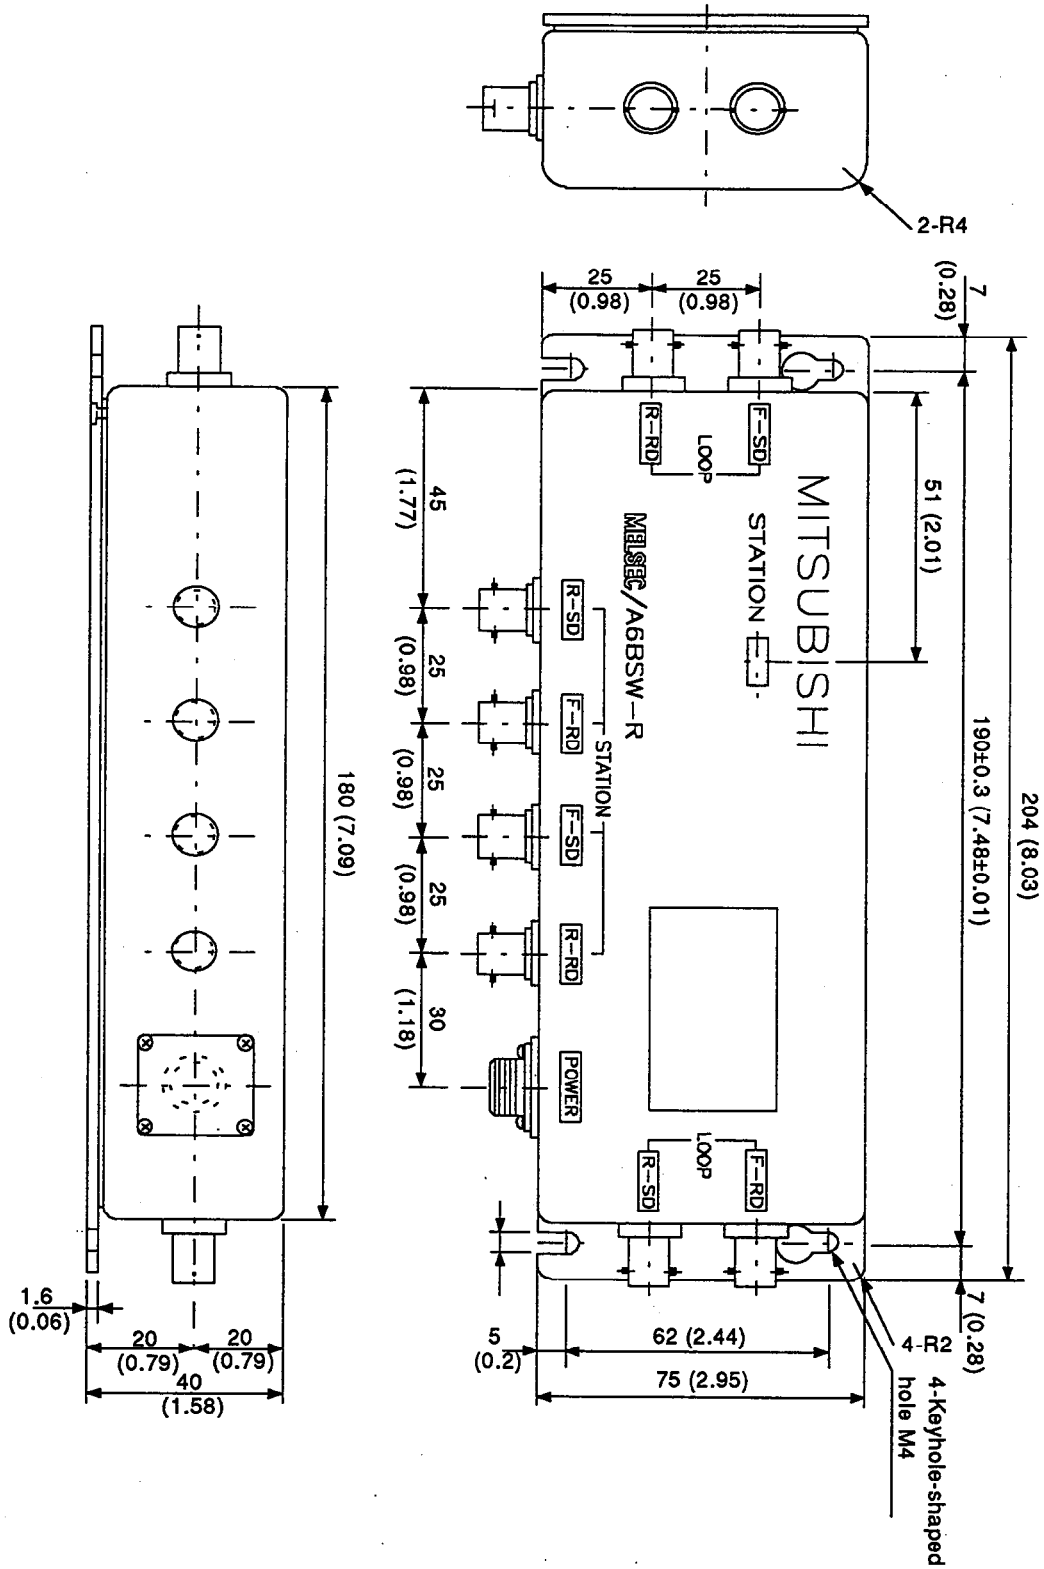 2-R4
7
(0.28)
25
(0.98)
25
(0.98)
204 (8.03)
190±0.3 (7.48±0.01)
51 (2.01)
7 (0.28)
MITSUBISHI
STATION
MELSEC/A6BSW-R
F-SD
LOOP
R-RD
R-SD
F-RD
STATION
F-SD
R-RD
POWER
F-RD
LOOP
R-SD
45
(1.77)
25
(0.98)
25
(0.98)
25
(0.98)
30
(1.18)
180 (7.09)
4-R2
4-Keyhole-shaped
hole M4
5
(0.2)
62 (2.44)
75 (2.95)
1.6
(0.06)
20
(0.79)
20
(0.79)
40
(1.58)